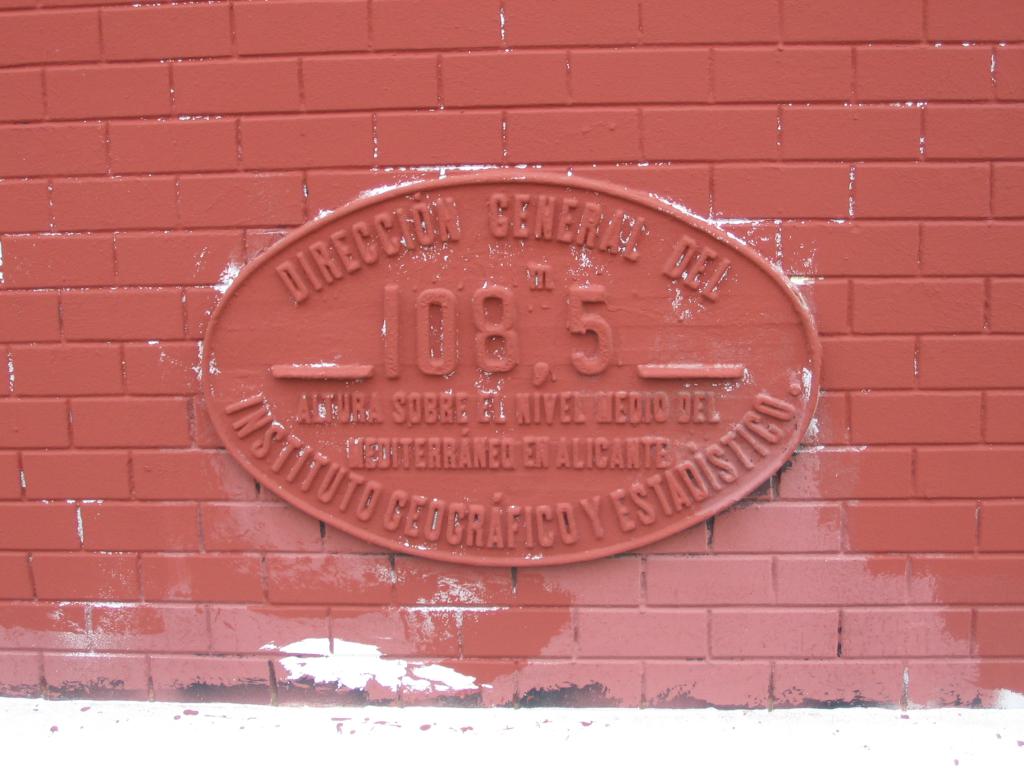 DIRECCIÓN GENERAL DEL
108,5 m
ALTURA SOBRE EL NIVEL MEDIO DEL
MEDITERRÁNEO EN ALICANTE
INSTITUTO GEOGRÁFICO Y ESTADÍSTICO.